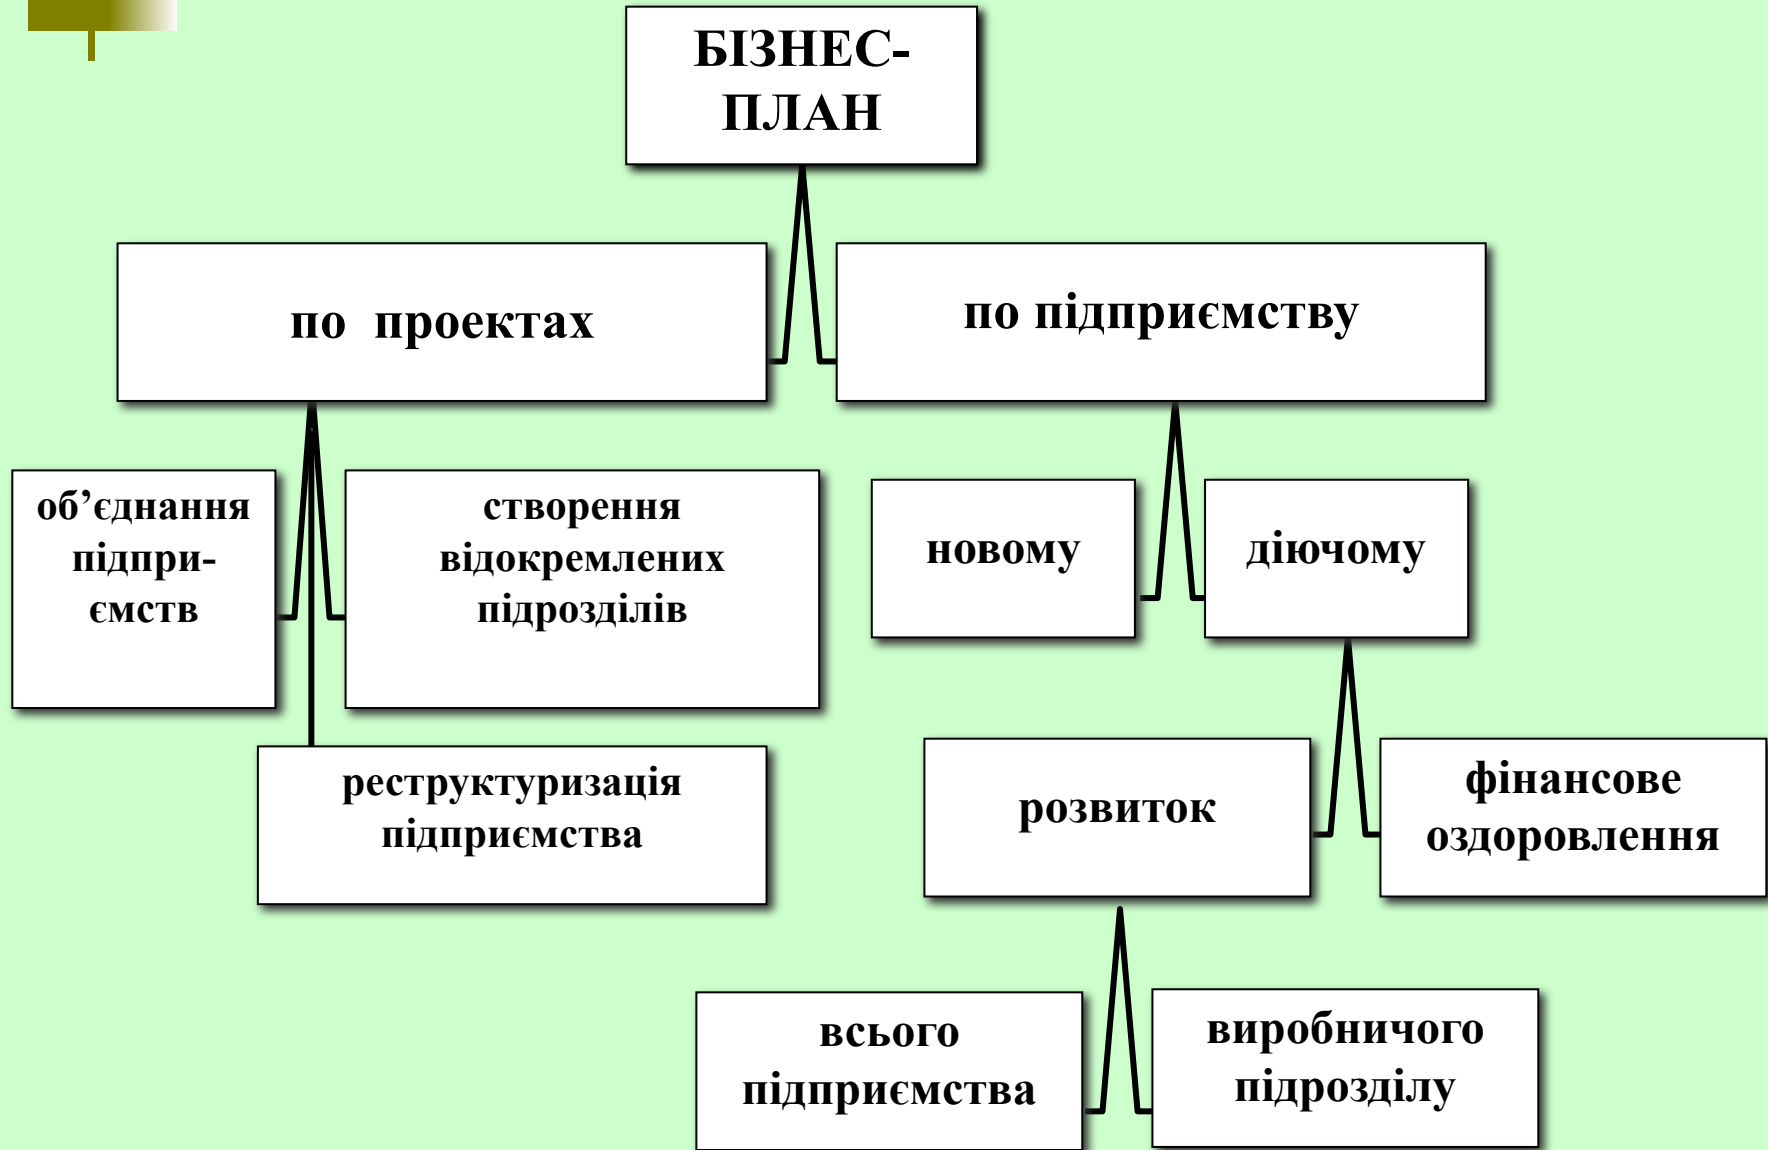 БІЗНЕС-
ПЛАН
по проектах
по підприємству
об’єднання
підпри-
ємств
створення
відокремлених
підрозділів
новому
діючому
реструктуризація
підприємства
розвиток
фінансове
оздоровлення
всього
підприємства
виробничого
підрозділу